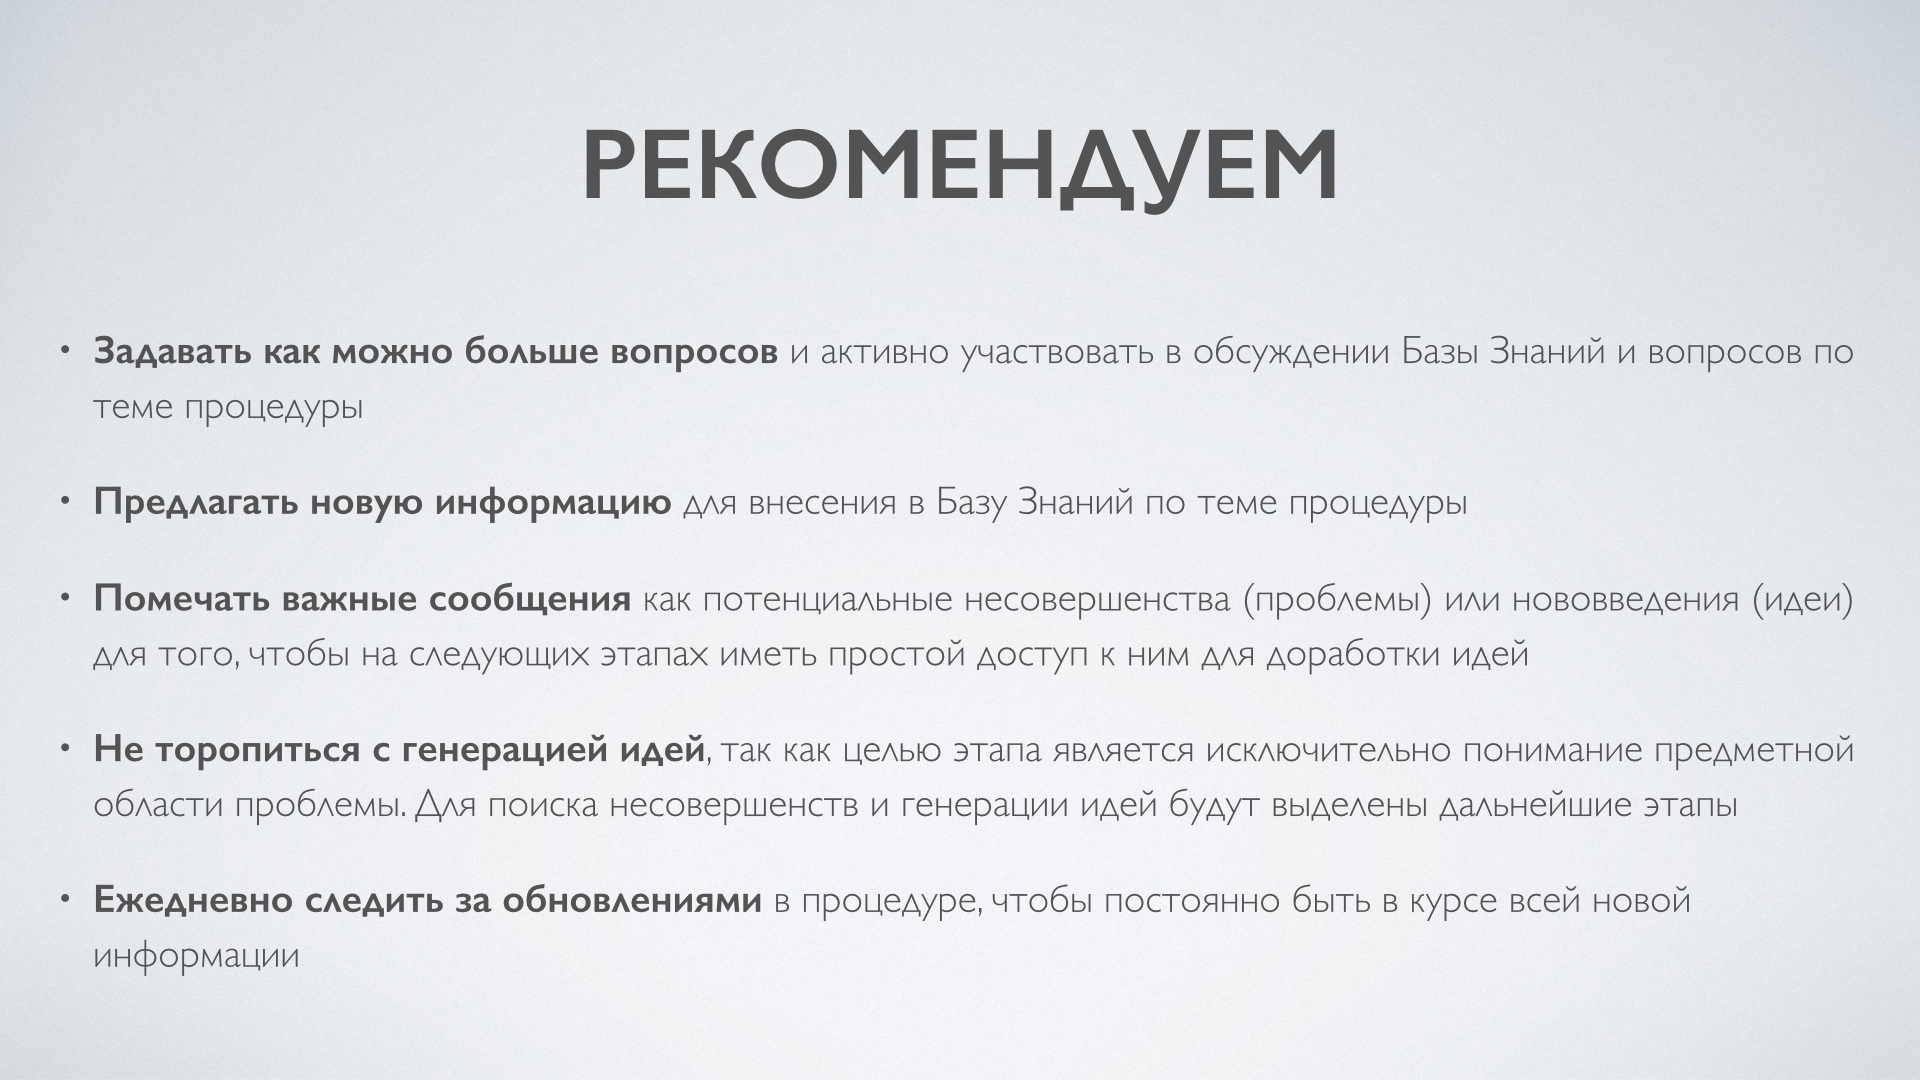 РЕКОМЕНДУЕМ
• Задавать как можно больше вопросов и активно участвовать в обсуждении Базы Знаний и вопросов по
теме процедуры
• Предлагать новую информацию для внесения в Базу Знаний по теме процедуры
• Помечать важные сообщения как потенциальные несовершенства (проблемы) или нововведения (идеи)
для того, чтобы на следующих этапах иметь простой доступ к ним для доработки идей
• Не торопиться с генерацией идей, так как целью этапа является исключительно понимание предметной
области проблемы. Для поиска несовершенств и генерации идей будут выделены дальнейшие этапы
• Ежедневно следить за обновлениями в процедуре, чтобы постоянно быть в курсе всей новой
информации